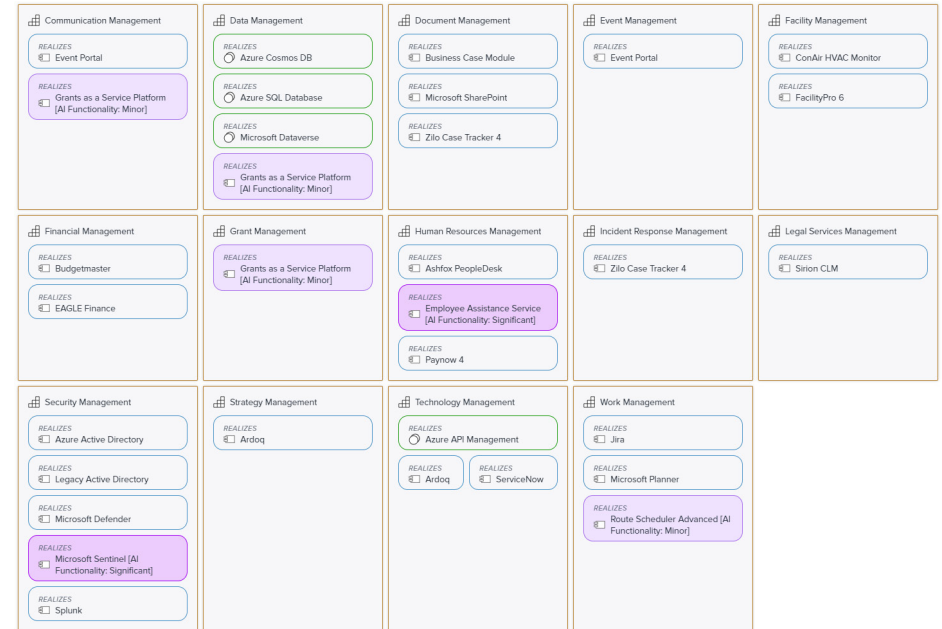 Communication Management
REALIZES
Event Portal
REALIZES
Grants as a Service Platform
[AI Functionality: Minor]
Data Management
REALIZES
Azure Cosmos DB
REALIZES
Azure SQL Database
REALIZES
Microsoft Dataverse
REALIZES
Grants as a Service Platform
[AI Functionality: Minor]
Document Management
REALIZES
Business Case Module
REALIZES
Microsoft SharePoint
REALIZES
Zilo Case Tracker 4
Event Management
REALIZES
Event Portal
Facility Management
REALIZES
ConAir HVAC Monitor
REALIZES
FacilityPro 6
Financial Management
REALIZES
Budgetmaster
REALIZES
EAGLE Finance
Grant Management
REALIZES
Grants as a Service Platform
[AI Functionality: Minor]
Human Resources Management
REALIZES
Ashfox PeopleDesk
REALIZES
Employee Assistance Service
[AI Functionality: Significant]
REALIZES
Paynow 4
Incident Response Management
REALIZES
Zilo Case Tracker 4
Legal Services Management
REALIZES
Sirion CLM
Security Management
REALIZES
Azure Active Directory
REALIZES
Legacy Active Directory
REALIZES
Microsoft Defender
REALIZES
Microsoft Sentinel [AI
Functionality: Significant]
REALIZES
Splunk
Strategy Management
REALIZES
Ardoq
Technology Management
REALIZES
Azure API Management
REALIZES
Ardoq
REALIZES
ServiceNow
Work Management
REALIZES
Jira
REALIZES
Microsoft Planner
REALIZES
Route Scheduler Advanced [AI
Functionality: Minor]